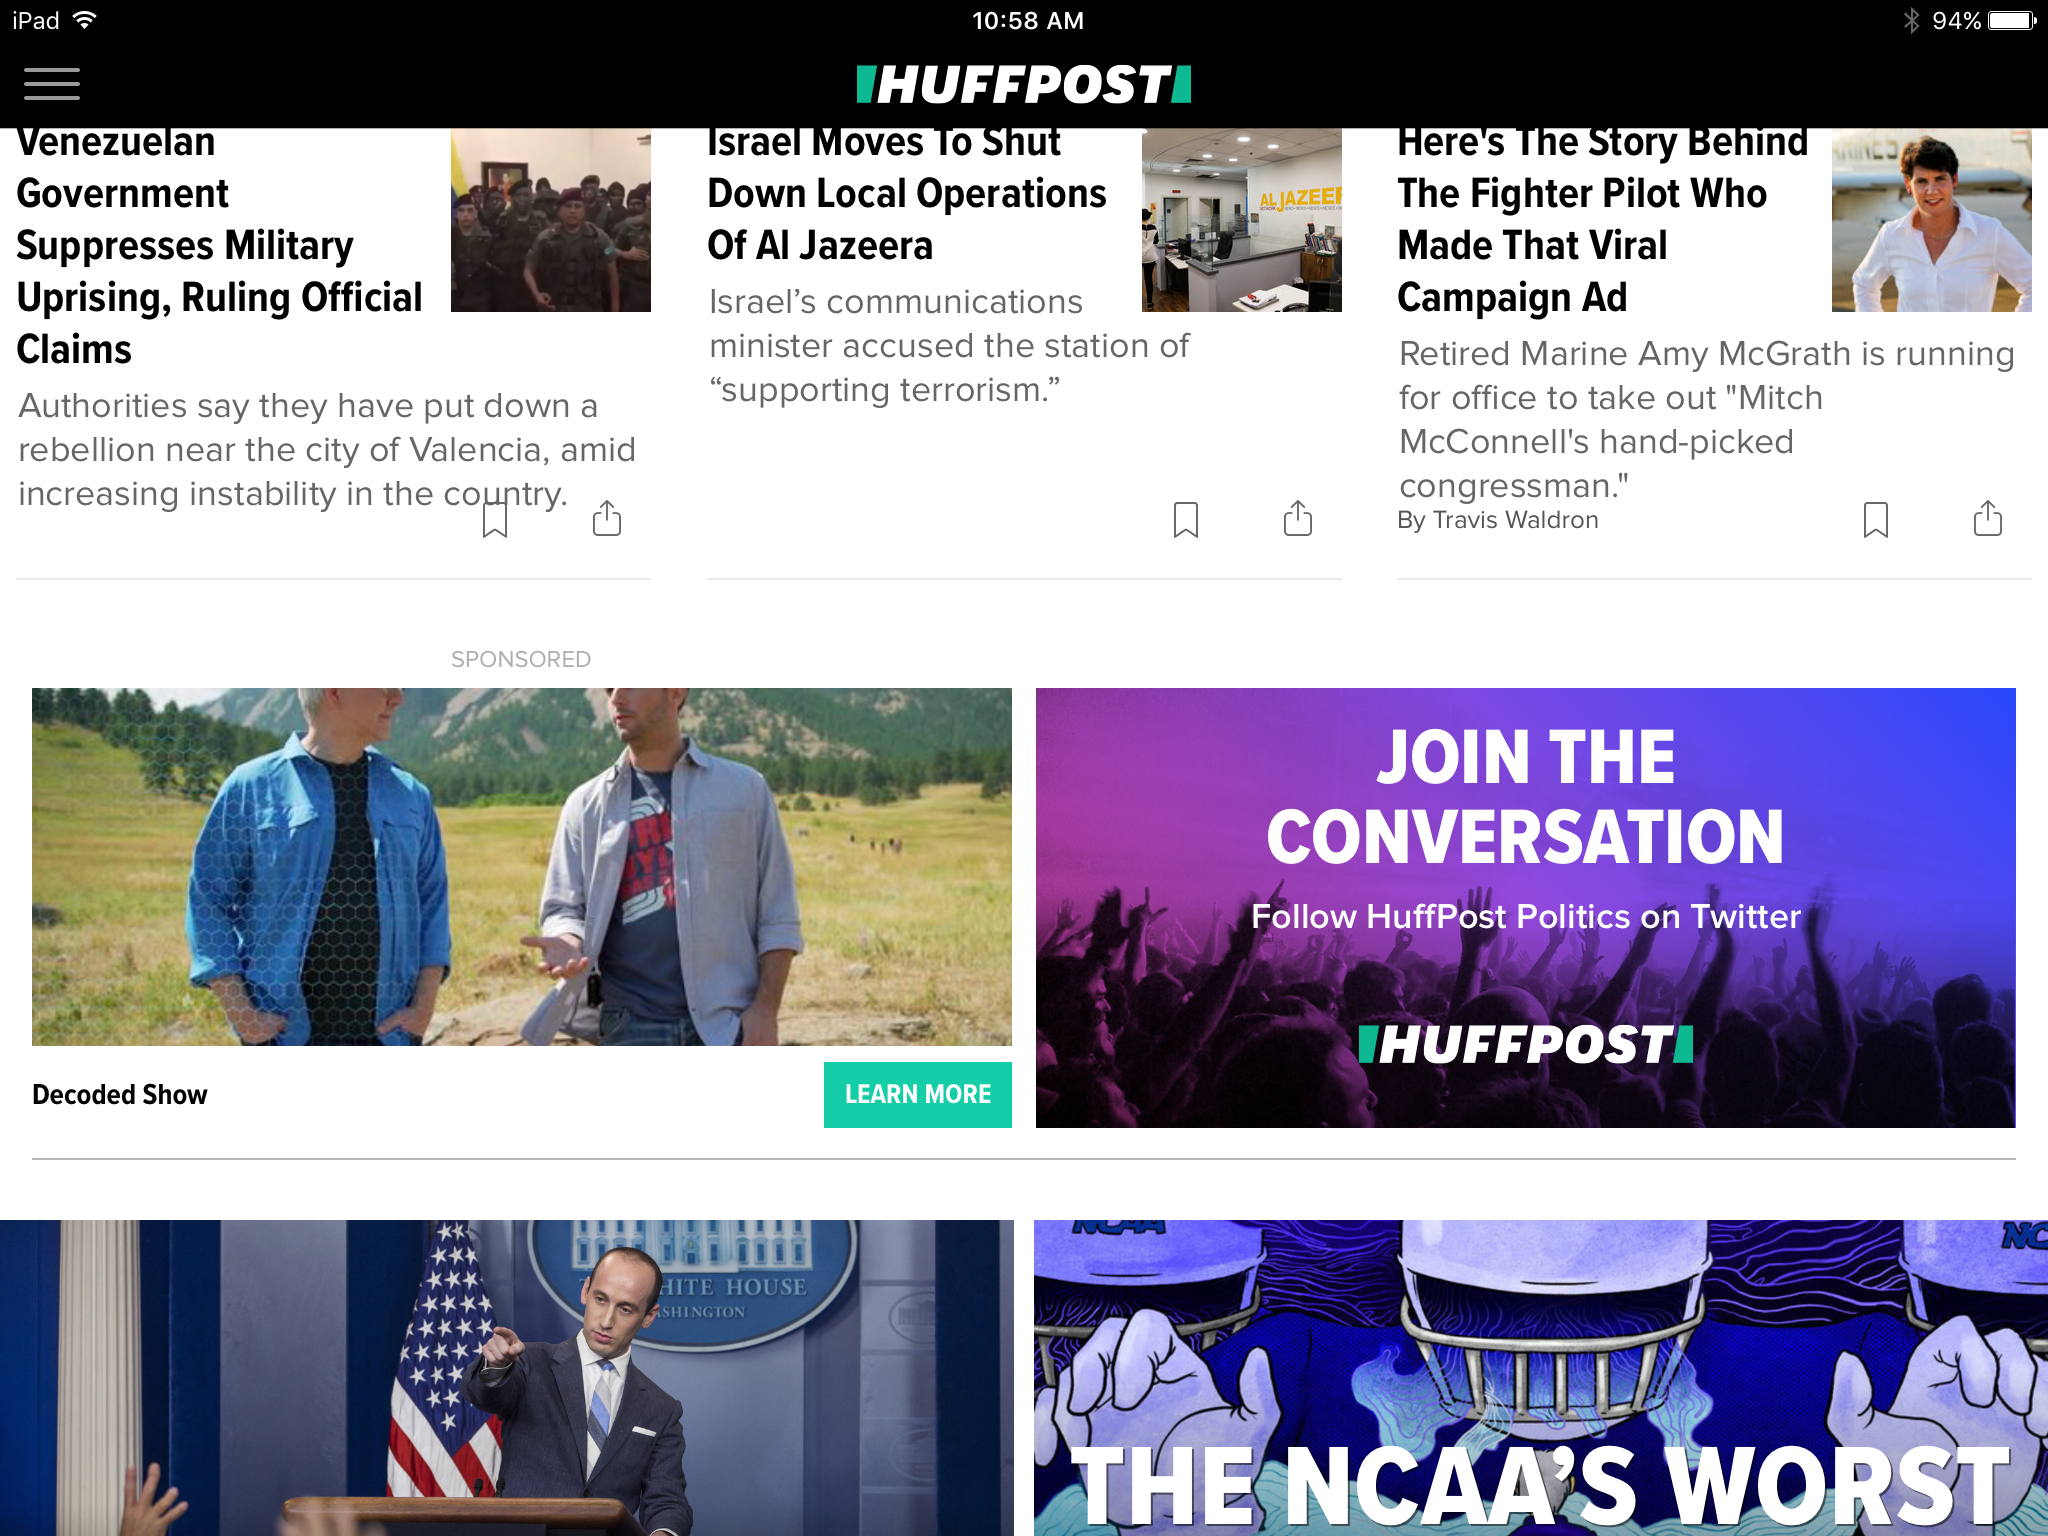 iPad
10:58 AM
94%
HUFFPOST
Venezuelan
Government
Suppresses Military
Uprising, Ruling Official
Claims
Authorities say they have put down a
rebellion near the city of Valencia, amid
increasing instability in the country.
Israel Moves To Shut
Down Local Operations
Of Al Jazeera
Israel’s communications
minister accused the station of
“supporting terrorism.”
AL JAZEER
Here's The Story Behind
The Fighter Pilot Who
Made That Viral
Campaign Ad
Retired Marine Amy McGrath is running
for office to take out "Mitch
McConnell's hand-picked
congressman."
By Travis Waldron
SPONSORED
Decoded Show
LEARN MORE
JOIN THE
CONVERSATION
Follow HuffPost Politics on Twitter
HUFFPOST
HITE HOUSE
SHINGTON
NCAA
NC
THE NCAA’S WORST